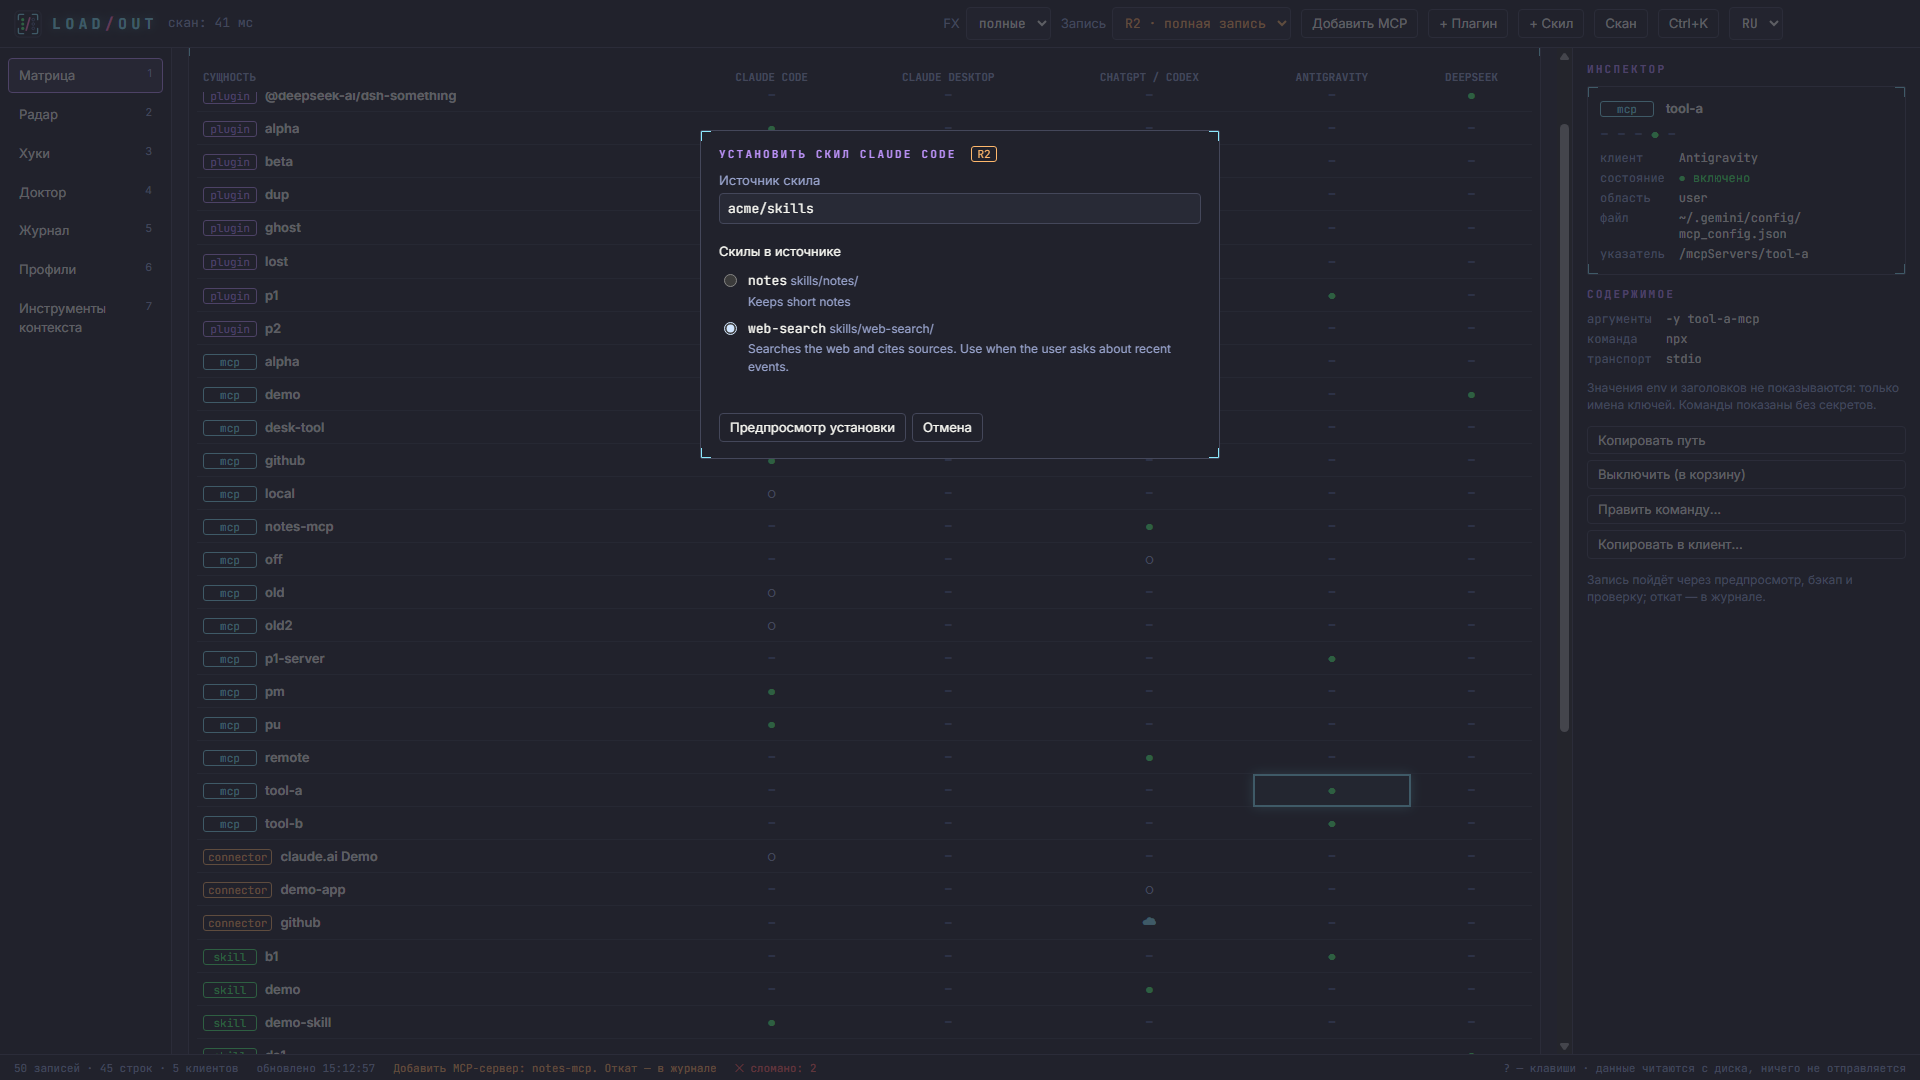 LOAD/OUT скан: 41 мс FX полные Запись R2 · полная запись Добавить MCP + Плагин + Скил Скан Ctrl+K RU
Матрица 1
Радар 2
Хуки 3
Доктор 4
Журнал 5
Профили 6
Инструменты контекста 7
СУЩНОСТЬ CLAUDE CODE CLAUDE DESKTOP CHATGPT / CODEX ANTIGRAVITY DEEPSEEK
plugin @deepseek-ai/dsh-something
plugin alpha
plugin beta
plugin dup
plugin ghost
plugin lost
plugin p1
plugin p2
mcp alpha
mcp demo
mcp desk-tool
mcp github
mcp local
mcp notes-mcp
mcp off
mcp old
mcp old2
mcp p1-server
mcp pm
mcp pu
mcp remote
mcp tool-a
mcp tool-b
connector claude.ai Demo
connector demo-app
connector github
skill b1
skill demo
skill demo-skill
УСТАНОВИТЬ СКИЛ CLAUDE CODE R2
Источник скила
acme/skills
Скилы в источнике
notes skills/notes/
Keeps short notes
web-search skills/web-search/
Searches the web and cites sources. Use when the user asks about recent
events.
Предпросмотр установки Отмена
ИНСПЕКТОР
mcp tool-a
клиент Antigravity
состояние включено
область user
файл ~/.gemini/config/
mcp_config.json
указатель /mcpServers/tool-a
СОДЕРЖИМОЕ
аргументы -y tool-a-mcp
команда npx
транспорт stdio
Значения env и заголовков не показываются: только
имена ключей. Команды показаны без секретов.
Копировать путь
Выключить (в корзину)
Править команду...
Копировать в клиент...
Запись пойдёт через предпросмотр, бэкап и
проверку; откат — в журнале.
50 записей · 45 строк · 5 клиентов обновлено 15:12:57 Добавить MCP-сервер: notes-mcp. Откат — в журнале сломано: 2 ? — клавиши · данные читаются с диска, ничего не отправляется